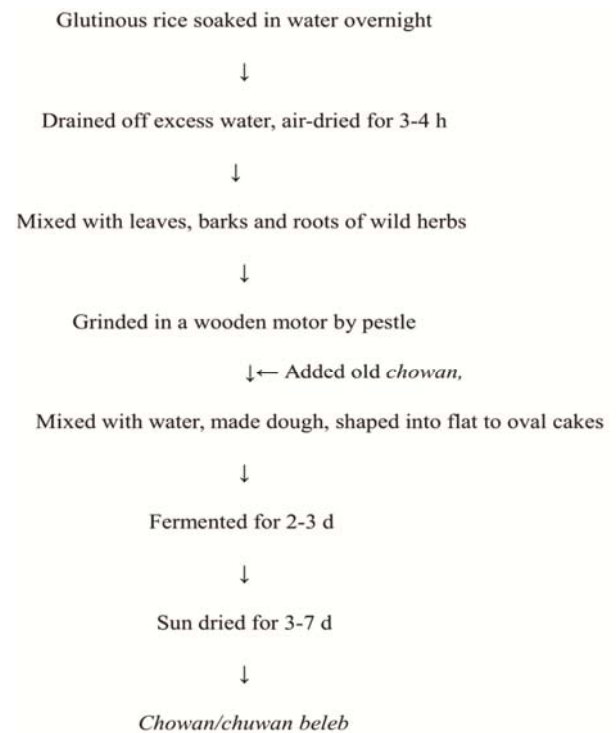 Glutinous rice soaked in water overnight
↓
Drained off excess water, air-dried for 3-4 h
↓
Mixed with leaves, barks and roots of wild herbs
↓
Grinded in a wooden motor by pestle
↓← Added old chowan,
Mixed with water, made dough, shaped into flat to oval cakes
↓
Fermented for 2-3 d
↓
Sun dried for 3-7 d
↓
Chowan/chuwan beleb